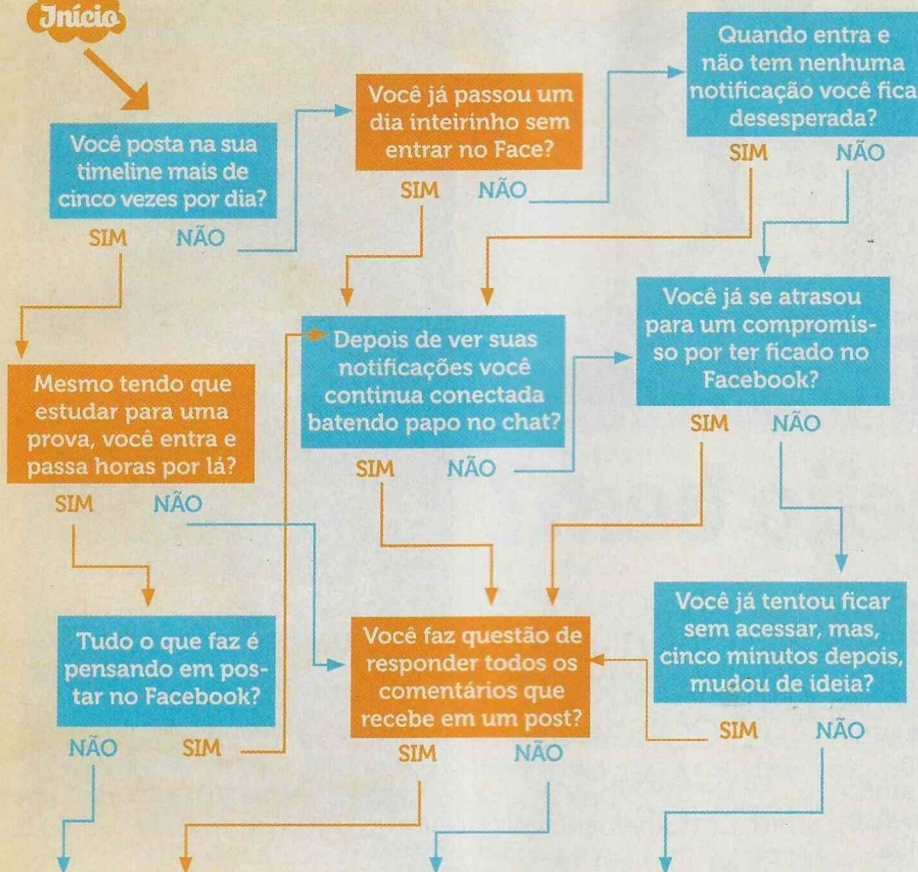 Início
Você posta na sua
timeline mais de
cinco vezes por dia?
SIM NÃO
Você já passou um
dia inteirinho sem
entrar no Face?
SIM NÃO
Quando entra e
não tem nenhuma
notificação você fica
desesperada?
SIM NÃO
Mesmo tendo que
estudar para uma
prova, você entra e
passa horas por lá?
SIM NÃO
Depois de ver suas
notificações você
continua conectada
batendo papo no chat?
SIM NÃO
Você já se atrasou
para um compromis-
so por ter ficado no
Facebook?
SIM NÃO
Tudo o que faz é
pensando em pos-
tar no Facebook?
NÃO SIM
Você faz questão de
responder todos os
comentários que
recebe em um post?
SIM NÃO
Você já tentou ficar
sem acessar, mas,
cinco minutos depois,
mudou de ideia?
SIM NÃO